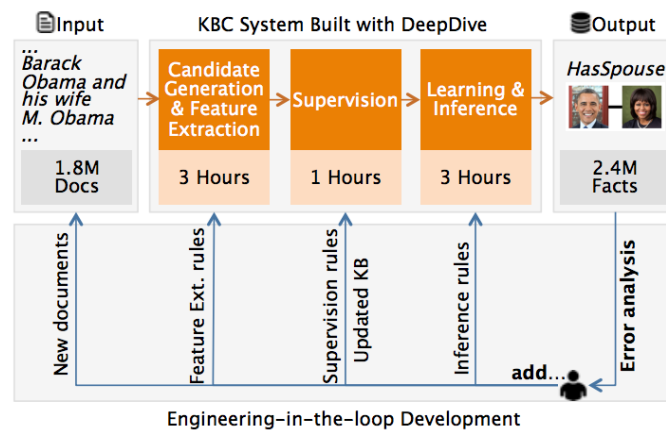 Input
KBC System Built with DeepDive
Output
...
Barack
Obama and
his wife
M. Obama
...
1.8M
Docs
Candidate
Generation
& Feature
Extraction
3 Hours
Supervision
1 Hours
Learning &
Inference
3 Hours
HasSpouse
2.4M
Facts
New documents
Feature Ext. rules
Supervision rules
Updated KB
Inference rules
add...
Error analysis
Engineering-in-the-loop Development